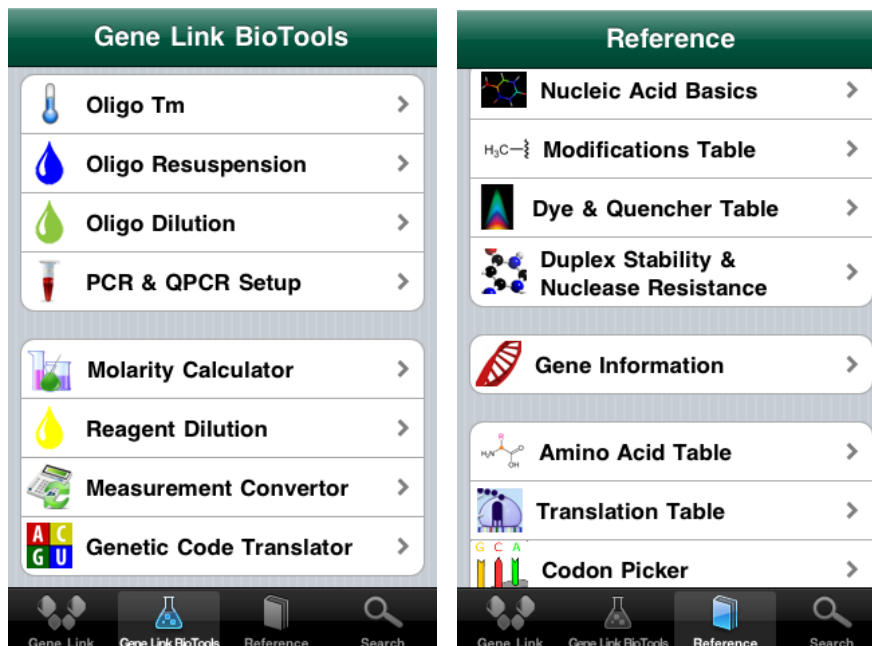 Gene Link BioTools
Oligo Tm
Oligo Resuspension
Oligo Dilution
PCR & QPCR Setup
Molarity Calculator
Reagent Dilution
Measurement Convertor
A C
G U
Genetic Code Translator
Gene Link
Gene Link BioTools
Reference
Search
Reference
Nucleic Acid Basics
H₃C
Modifications Table
Dye & Quencher Table
Duplex Stability &
Nuclease Resistance
Gene Information
R
H₂N
O
OH
Amino Acid Table
Translation Table
G C A
Codon Picker
Gene Link
Gene Link BioTools
Reference
Search